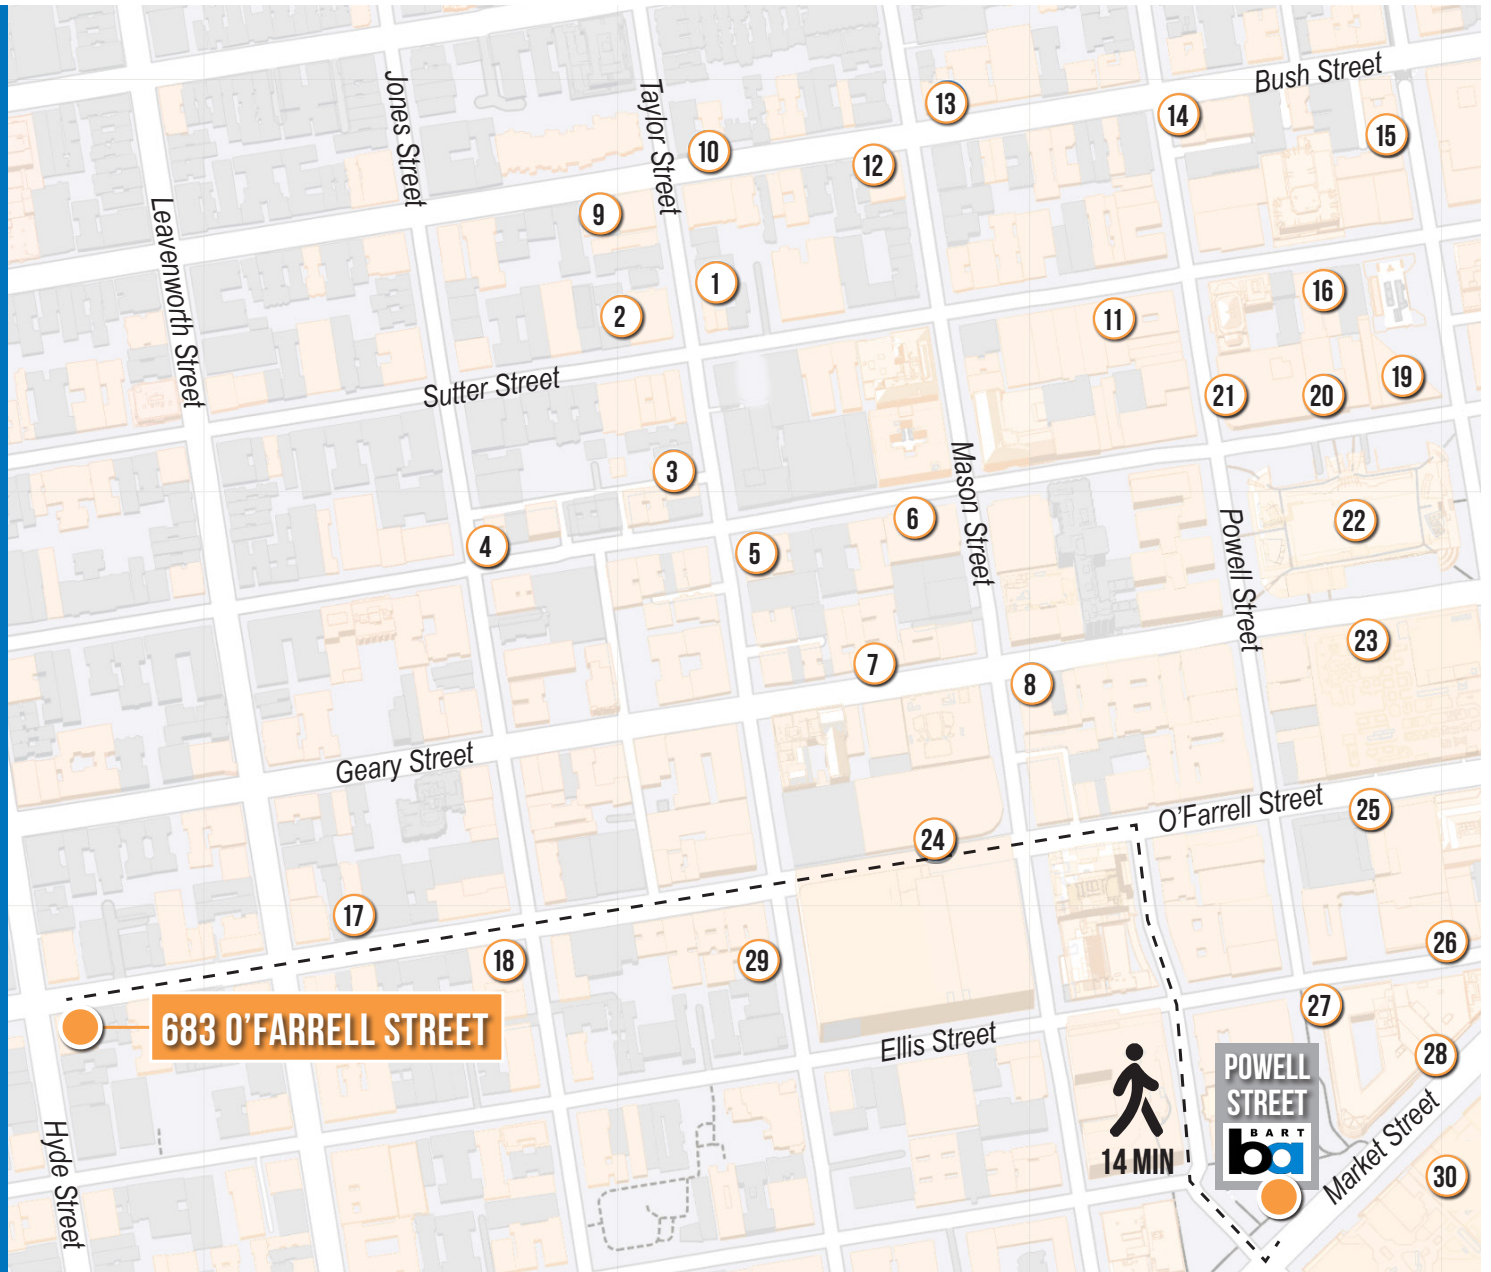 Bush Street
Jones Street
Taylor Street
13
14
15
10
12
9
Leavenworth Street
1
2
16
11
Sutter Street
19
21
20
3
Mason Street
6
22
4
5
Powell Street
23
7
8
Geary Street
O'Farrell Street
25
24
17
26
18
29
27
683 O'FARRELL STREET
Ellis Street
28
POWELL
STREET
BART
ba
14 MIN
Market Street
30
Hyde Street